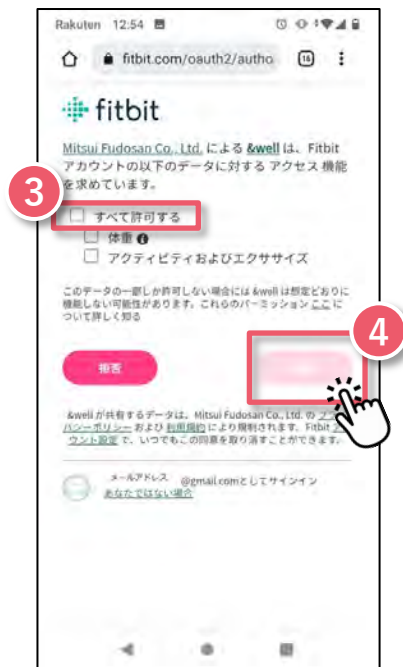 Rakuten 12:54
fitbit.com/oauth2/autho 16
fitbit
Mitsui Fudosan Co., Ltd. による &well は、Fitbit
アカウントの以下のデータに対する アクセス 機能
を求めています。
3
すべて許可する
体重
アクティビティおよびエクササイズ
このデータの一部しか許可しない場合には &well は想定どおりに
機能しない可能性があります。これらのパーミッション ここ に
ついて詳しく知る
4
拒否
&well が共有するデータは、Mitsui Fudosan Co., Ltd. の プラ
バシーポリシー および 利用規約 により規制されます。Fitbit
ウント設定 で、いつでもこの同意を取り消すことができます。
メールアドレス @gmail.comとしてサインイン
あなたではない場合